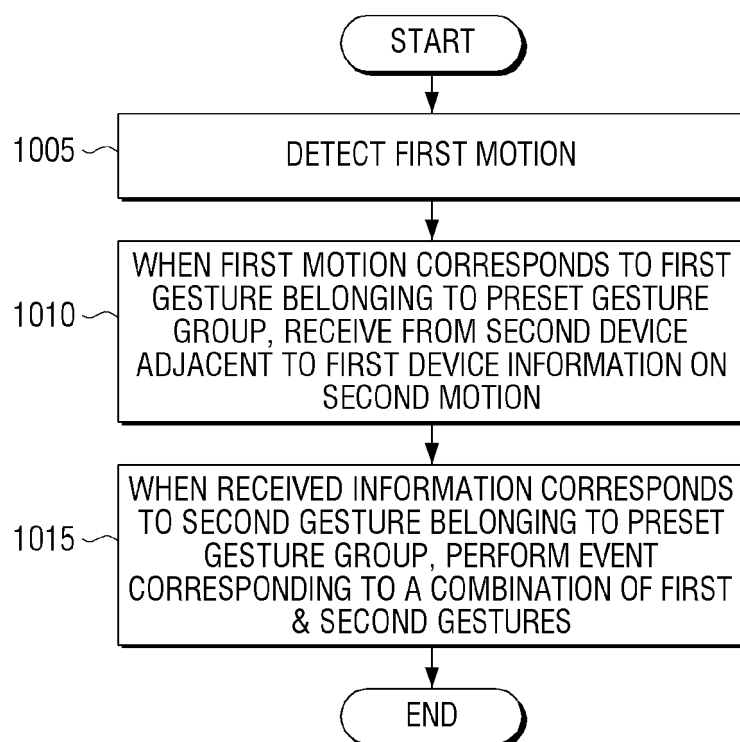 START
1005
DETECT FIRST MOTION
1010
WHEN FIRST MOTION CORRESPONDS TO FIRST
GESTURE BELONGING TO PRESET GESTURE
GROUP, RECEIVE FROM SECOND DEVICE
ADJACENT TO FIRST DEVICE INFORMATION ON
SECOND MOTION
1015
WHEN RECEIVED INFORMATION CORRESPONDS
TO SECOND GESTURE BELONGING TO PRESET
GESTURE GROUP, PERFORM EVENT
CORRESPONDING TO A COMBINATION OF FIRST
& SECOND GESTURES
END